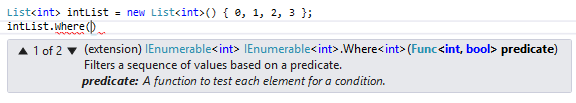 List<int> intList = new List<int>() { 0, 1, 2, 3 };
intList.Where()
▲ 1 of 2 ▼ (extension) IEnumerable<int> IEnumerable<int>.Where<int>(Func<int, bool> predicate)
Filters a sequence of values based on a predicate.
predicate: A function to test each element for a condition.